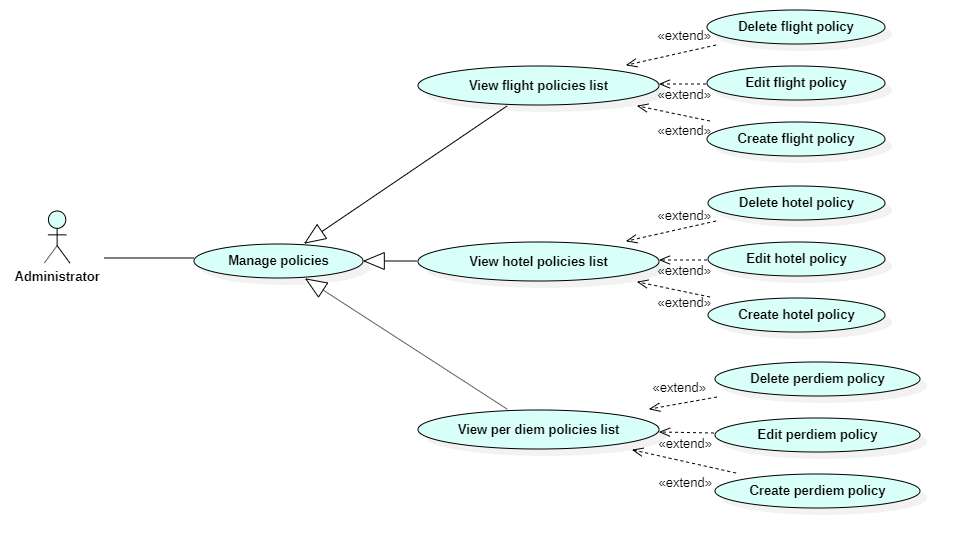 Delete flight policy
«extend»
View flight policies list
Edit flight policy
«extend»
«extend»
Create flight policy
Delete hotel policy
«extend»
Administrator
Manage policies
View hotel policies list
Edit hotel policy
«extend»
«extend»
Create hotel policy
Delete perdiem policy
«extend»
View per diem policies list
Edit perdiem policy
«extend»
«extend»
Create perdiem policy